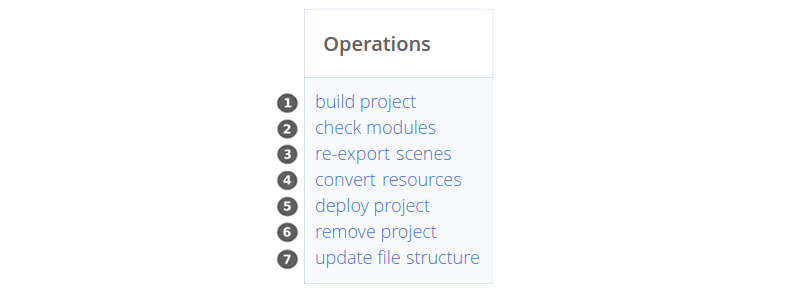 Operations
1 build project
2 check modules
3 re-export scenes
4 convert resources
5 deploy project
6 remove project
7 update file structure